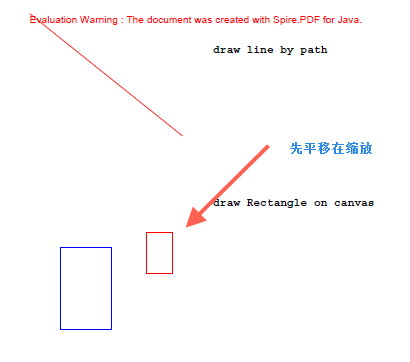 Evaluation Warning : The document was created with Spire.PDF for Java.
draw line by path
先平移在缩放
draw Rectangle on canvas